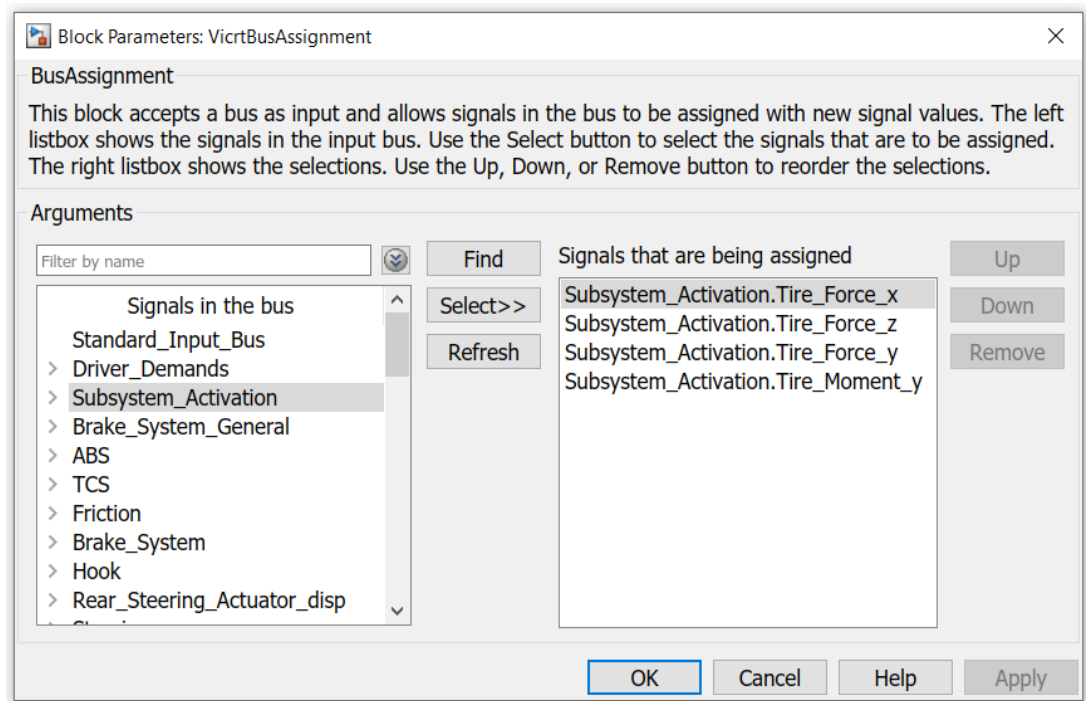 Block Parameters: VicrtBusAssignment
BusAssignment
This block accepts a bus as input and allows signals in the bus to be assigned with new signal values. The left
listbox shows the signals in the input bus. Use the Select button to select the signals that are to be assigned.
The right listbox shows the selections. Use the Up, Down, or Remove button to reorder the selections.
Arguments
Filter by name
Find
Select>>
Refresh
Signals in the bus
Standard_Input_Bus
Driver_Demands
Subsystem_Activation
Brake_System_General
ABS
TCS
Friction
Brake_System
Hook
Rear_Steering_Actuator_disp
Signals that are being assigned
Subsystem_Activation.Tire_Force_x
Subsystem_Activation.Tire_Force_z
Subsystem_Activation.Tire_Force_y
Subsystem_Activation.Tire_Moment_y
Up
Down
Remove
OK
Cancel
Help
Apply